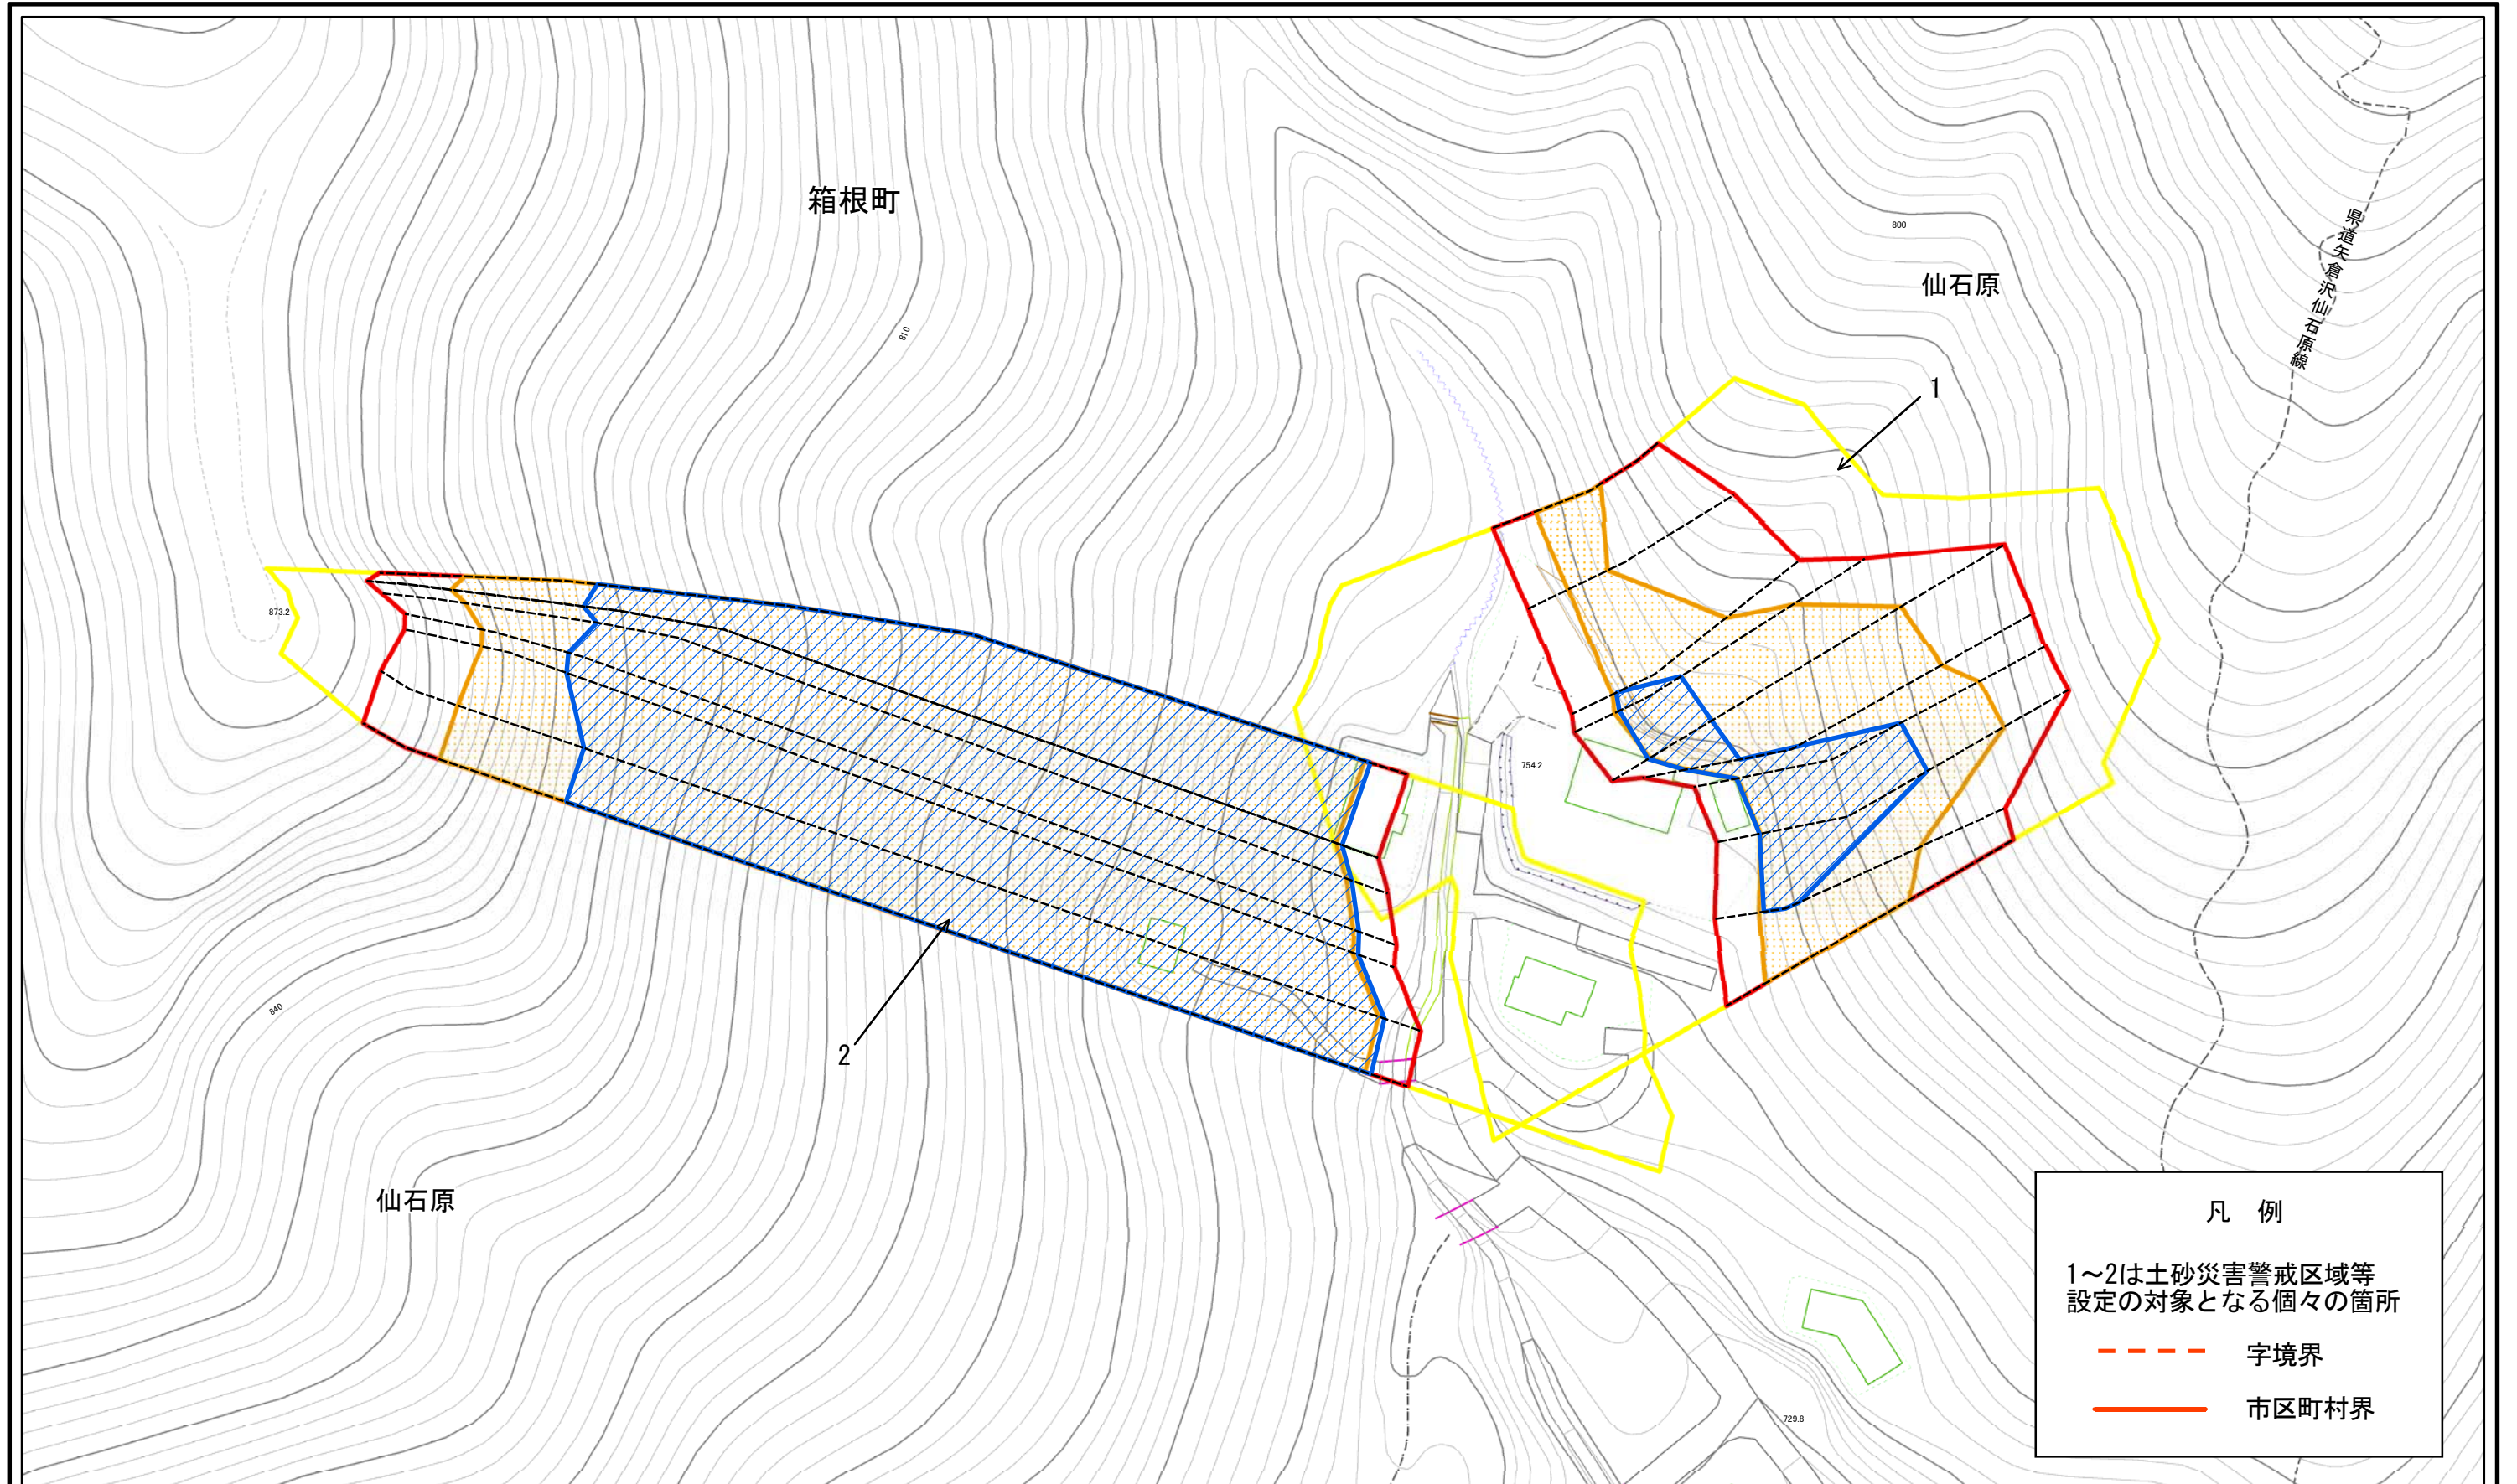 箱根町
800
仙石原
県道矢倉沢仙石原線
810
1
873.2
754.2
840
2
仙石原
凡 例
1～2は土砂災害警戒区域等
設定の対象となる個々の箇所
字境界
市区町村界
729.8